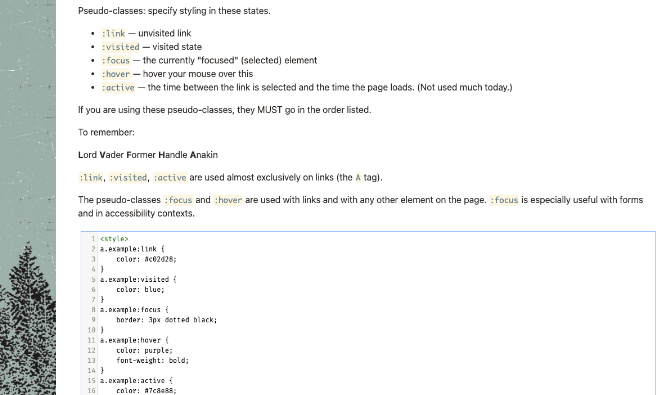 Pseudo-classes: specify styling in these states.
• :link — unvisited link
• :visited — visited state
• :focus — the currently "focused" (selected) element
• :hover — hover your mouse over this
• :active — the time between the link is selected and the time the page loads. (Not used much today.)
If you are using these pseudo-classes, they MUST go in the order listed.
To remember:
Lord Vader Former Handle Anakin
:link, :visited, :active are used almost exclusively on links (the A tag).
The pseudo-classes :focus and :hover are used with links and with any other element on the page. :focus is especially useful with forms
and in accessibility contexts.
1 <style>
2 a.example:link {
3     color: #c02d28;
4 }
5 a.example:visited {
6     color: blue;
7 }
8 a.example:focus {
9     border: 3px dotted black;
10 }
11 a.example:hover {
12     color: purple;
13     font-weight: bold;
14 }
15 a.example:active {
16     color: #7c8e88;